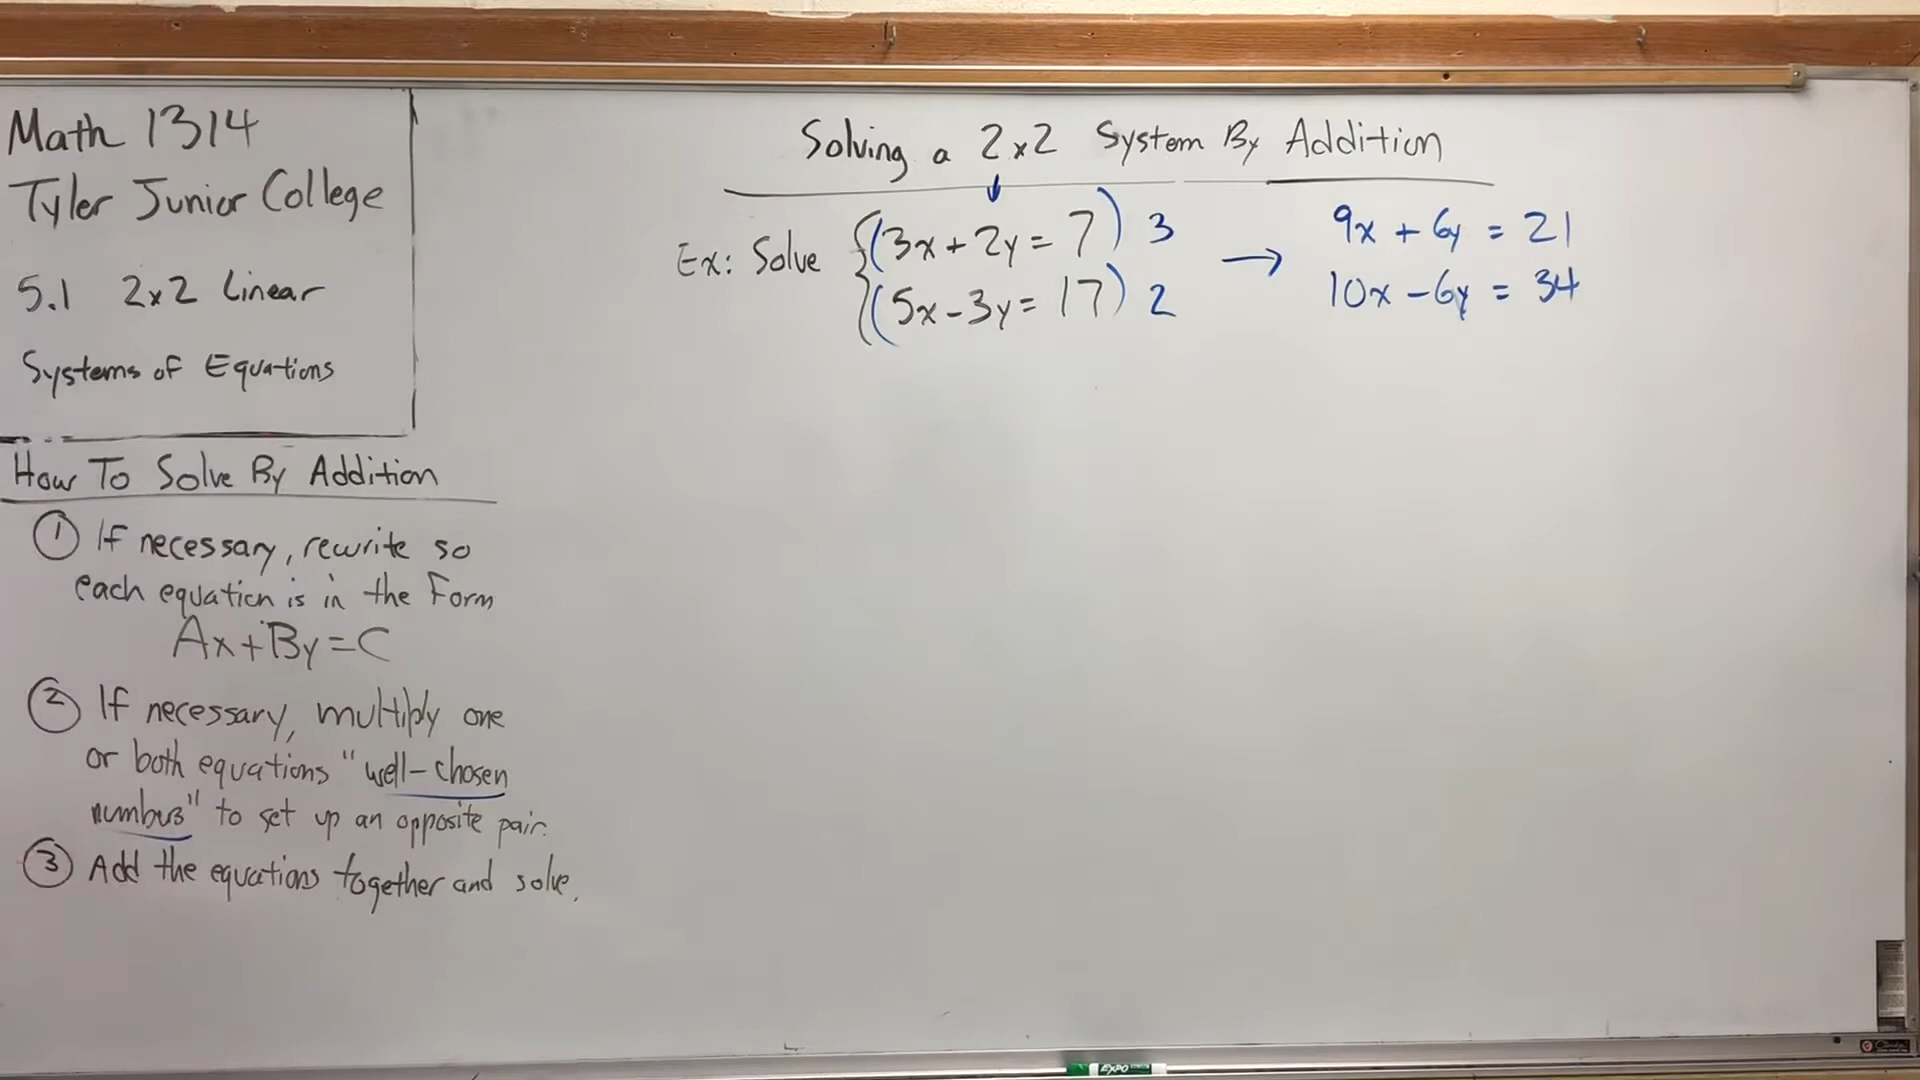 Math 1314
Tyler Junior College
5.1 2x2 Linear
Systems of Equations
How To Solve By Addition
① If necessary, rewrite so
each equation is in the Form
Ax+By=C
② If necessary, multiply one
or both equations "well-chosen
numbers" to set up an opposite pair.
③ Add the equations together and solve.
Solving a 2x2 System By Addition
Ex: Solve { (3x+2y=7) 3 → 9x + 6y = 21
(5x-3y=17) 2 10x - 6y = 34
EXPO